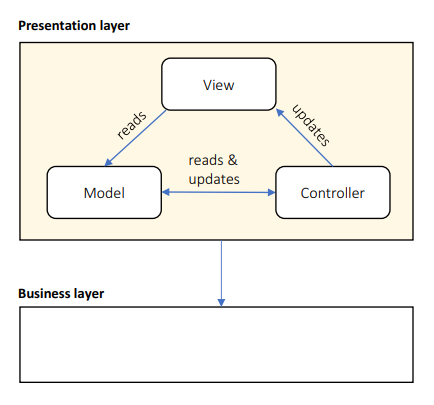 Presentation layer
View
reads
updates
reads &
updates
Model
Controller
Business layer